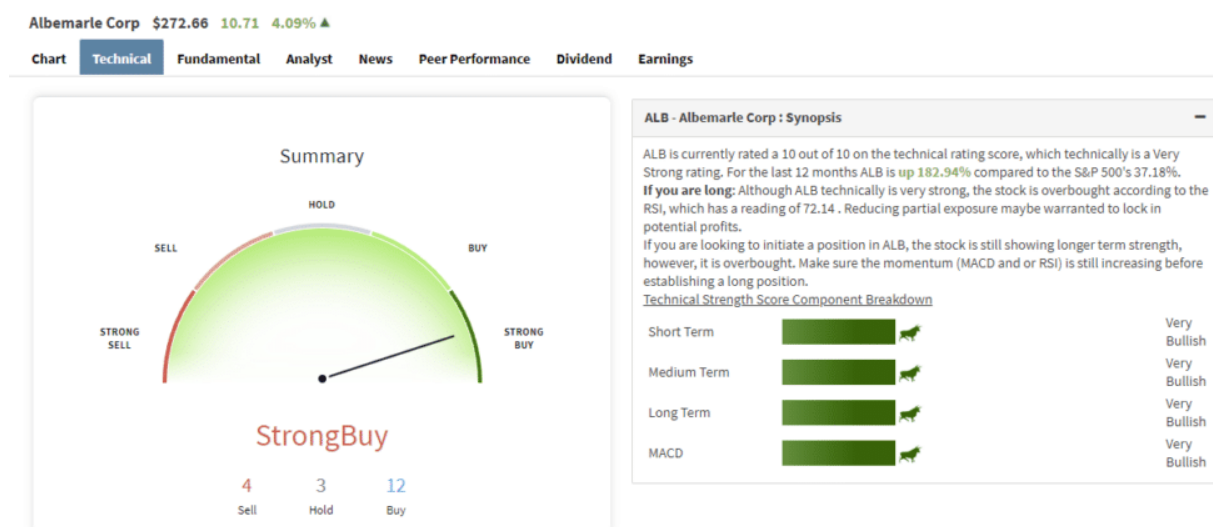 Albemarle Corp $272.66 10.71 4.09%
Chart Technical Fundamental Analyst News Peer Performance Dividend Earnings
Summary
HOLD
SELL
BUY
STRONG
SELL
STRONG
BUY
StrongBuy
4 3 12
Sell Hold Buy
ALB - Albemarle Corp : Synopsis
ALB is currently rated a 10 out of 10 on the technical rating score, which technically is a Very
Strong rating. For the last 12 months ALB is up 182.94% compared to the S&P 500's 37.18%.
If you are long: Although ALB technically is very strong, the stock is overbought according to the
RSI, which has a reading of 72.14 . Reducing partial exposure maybe warranted to lock in
potential profits.
If you are looking to initiate a position in ALB, the stock is still showing longer term strength,
however, it is overbought. Make sure the momentum (MACD and or RSI) is still increasing before
establishing a long position.
Technical Strength Score Component Breakdown
Short Term Very
Bullish
Medium Term Very
Bullish
Long Term Very
Bullish
MACD Very
Bullish